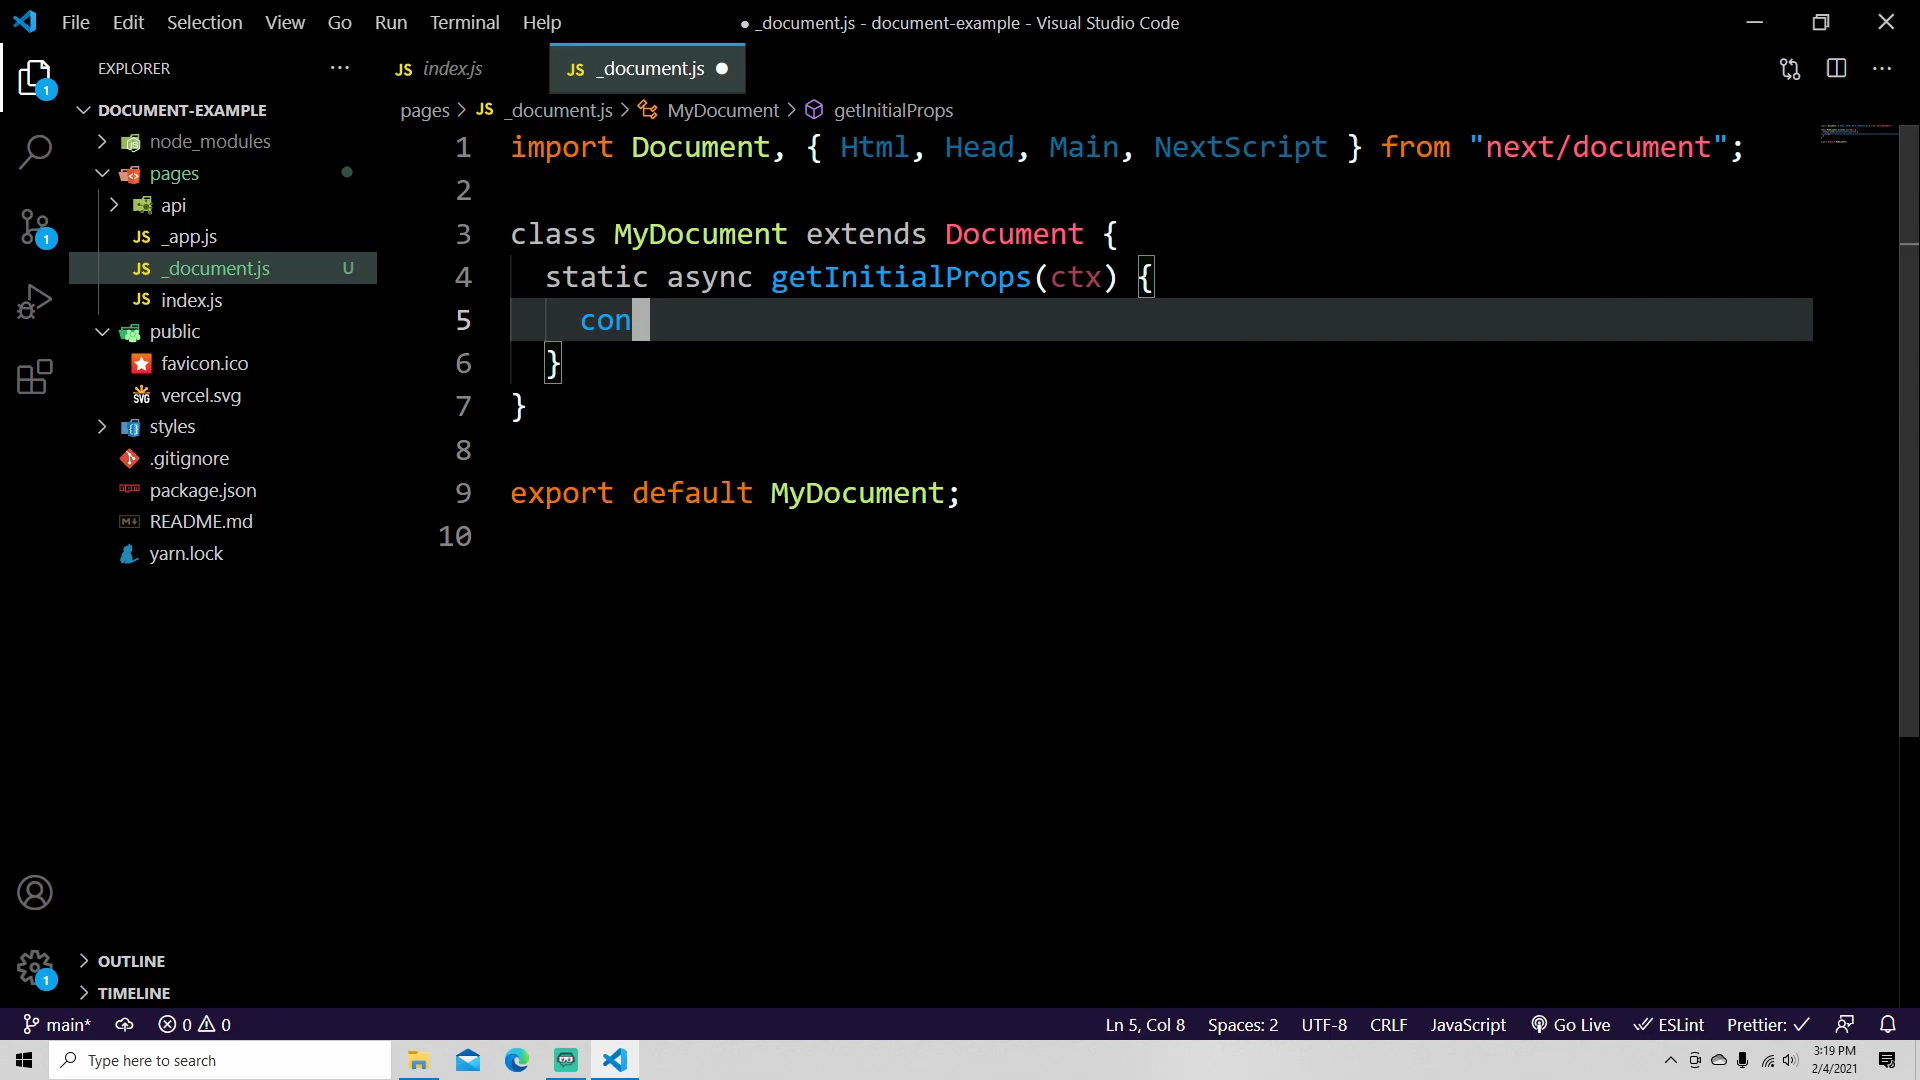 File Edit Selection View Go Run Terminal Help
● _document.js - document-example - Visual Studio Code
EXPLORER ···
JS index.js
JS _document.js ●
DOCUMENT-EXAMPLE
pages > JS _document.js > MyDocument > getInitialProps
node_modules
pages
api
JS _app.js
JS _document.js U
JS index.js
public
favicon.ico
SVG vercel.svg
styles
.gitignore
package.json
README.md
yarn.lock
1 import Document, { Html, Head, Main, NextScript } from "next/document";
2
3 class MyDocument extends Document {
4 static async getInitialProps(ctx) {
5 con
6 }
7 }
8
9 export default MyDocument;
10
1
1
1
OUTLINE
TIMELINE
main* 0 0
Ln 5, Col 8 Spaces: 2 UTF-8 CRLF JavaScript Go Live ESLint Prettier: ✓
Type here to search
3:19 PM
2/4/2021